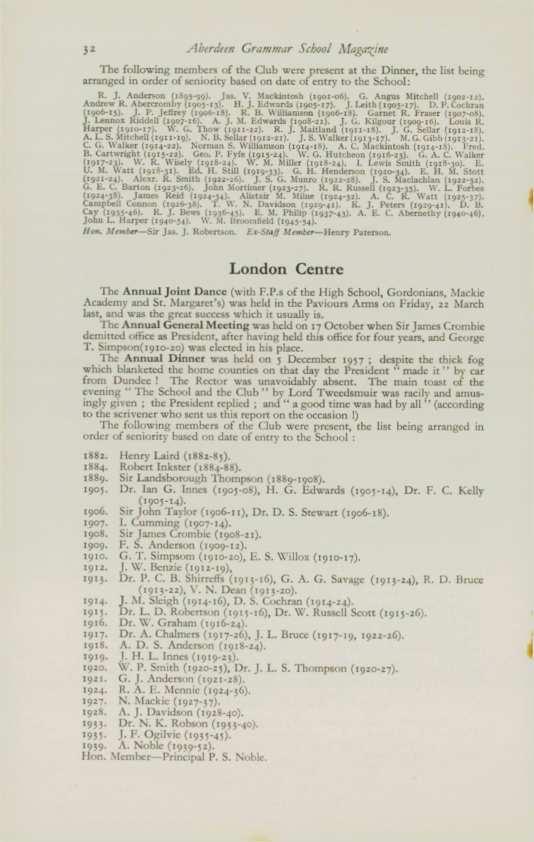 32 Aberdeen Grammar School Magazine
The following members of the Club were present at the Dinner, the list being
arranged in order of seniority based on date of entry to the School:
R. J. Anderson (1895-99). Jas. V. Mackintosh (1901-06). G. Angus Mitchell (1902-12).
Andrew R. Abercromby (1905-13). H. J. Edwards (1905-17). J. Leith (1905-17). D. P. Cochran
(1906-15). J. P. Jeffrey (1906-18). R. B. Williamson (1906-18). Garnet R. Fraser (1907-08).
J. Lennox Riddell (1907-16). A. J. M. Edwards (1908-21). J. G. Kilgour (1909-16). Louis R.
Harper (1910-17). W. G. Thow (1911-22). R. J. Maitland (1911-18). J. G. Sellar (1912-18).
A. L. S. Mitchell (1911-19). N. B. Sellar (1912-21). J. S. Walker (1913-17). M. G. Gibb (1913-21).
C. G. Walker (1914-22). Norman S. Williamson (1914-18). A. C. Mackintosh (1914-18). Fred.
B. Cartwright (1915-22). Geo. P. Fyfe (1915-24). W. G. Hutcheon (1916-23). G. A. C. Walker
(1917-23). W. R. Wisely (1918-24). W. M. Miller (1918-24). J. Lewis Smith (1918-30). E.
U. M. Watt (1918-31). Ed. H. Still (1919-33). G. H. Henderson (1920-34). E. H. M. Stott
(1921-24). Alexr. R. Smith (1922-26). J. S. G. Munro (1922-28). J. S. Maclachlan (1922-32).
G. E. C. Barton (1923-26). John Mortimer (1923-27). R. R. Russell (1923-35). W. L. Forbes
(1924-38). James Reid (1924-34). Alistair M. Milne (1924-32). A. C. R. Watt (1925-37).
Campbell Connon (1926-38). T. W. N. Davidson (1929-41). K. J. Peters (1929-41). D. B.
Cay (1935-46). R. J. Bews (1936-45). E. M. Philip (1937-43). A. E. C. Abernethy (1940-46).
John L. Harper (1940-54). W. M. Broomfield (1945-54).
Hon. Member—Sir Jas. J. Robertson. Ex-Staff Member—Henry Paterson.
London Centre
The Annual Joint Dance (with F.P.s of the High School, Gordonians, Mackie
Academy and St. Margaret's) was held in the Paviours Arms on Friday, 22 March
last, and was the great success which it usually is.
The Annual General Meeting was held on 17 October when Sir James Crombie
demitted office as President, after having held this office for four years, and George
T. Simpson(1910-20) was elected in his place.
The Annual Dinner was held on 5 December 1957 ; despite the thick fog
which blanketed the home counties on that day the President " made it " by car
from Dundee ! The Rector was unavoidably absent. The main toast of the
evening " The School and the Club " by Lord Tweedsmuir was racily and amus-
ingly given ; the President replied ; and " a good time was had by all " (according
to the scrivener who sent us this report on the occasion !)
The following members of the Club were present, the list being arranged in
order of seniority based on date of entry to the School :
1882. Henry Laird (1882-85).
1884. Robert Inkster (1884-88).
1889. Sir Landsborough Thompson (1889-1908).
1905. Dr. Ian G. Innes (1905-08), H. G. Edwards (1905-14), Dr. F. C. Kelly
(1905-14).
1906. Sir John Taylor (1906-11), Dr. D. S. Stewart (1906-18).
1907. I. Cumming (1907-14).
1908. Sir James Crombie (1908-21).
1909. F. S. Anderson (1909-12).
1910. G. T. Simpsom (1910-20), E. S. Willox (1910-17).
1912. J. W. Benzie (1912-19),
1913. Dr. P. C. B. Shirreffs (1913-16), G. A. G. Savage (1913-24), R. D. Bruce
(1913-22), V. N. Dean (1913-20).
1914. J. M. Sleigh (1914-16), D. S. Cochran (1914-24).
1915. Dr. L. D. Robertson (1915-16), Dr. W. Russell Scott (1915-26).
1916. Dr. W. Graham (1916-24).
1917. Dr. A. Chalmers (1917-26), J. L. Bruce (1917-19, 1922-26).
1918. A. D. S. Anderson (1918-24).
1919. J. H. L. Innes (1919-23).
1920. W. P. Smith (1920-25), Dr. J. L. S. Thompson (1920-27).
1921. G. J. Anderson (1921-28).
1924. R. A. E. Mennie (1924-36).
1927. N. Mackie (1927-37).
1928. A. J. Davidson (1928-40).
1933. Dr. N. K. Robson (1933-40).
1935. J. F. Ogilvie (1935-45).
1939. A. Noble (1939-52).
Hon. Member—Principal P. S. Noble.